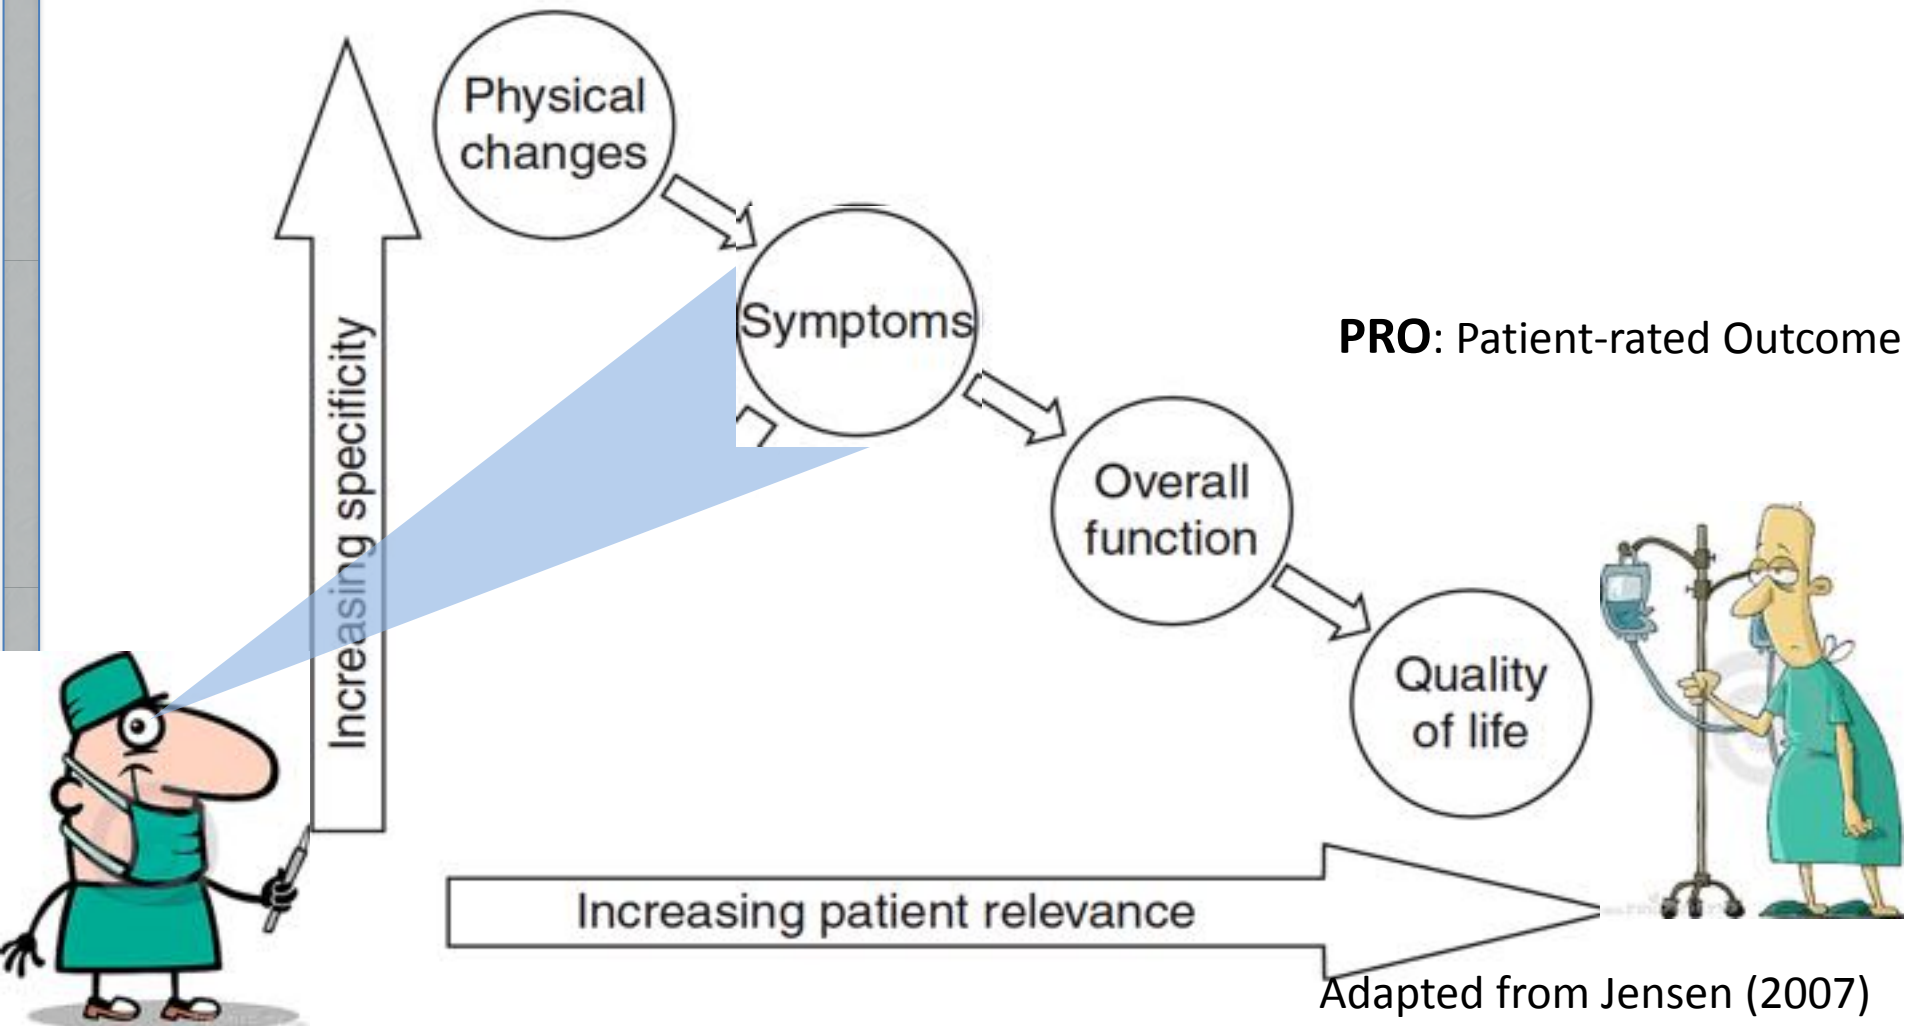 Physical
changes
Symptoms
PRO: Patient-rated Outcome
Increasing specificity
Overall
function
Quality
of life
Increasing patient relevance
Adapted from Jensen (2007)